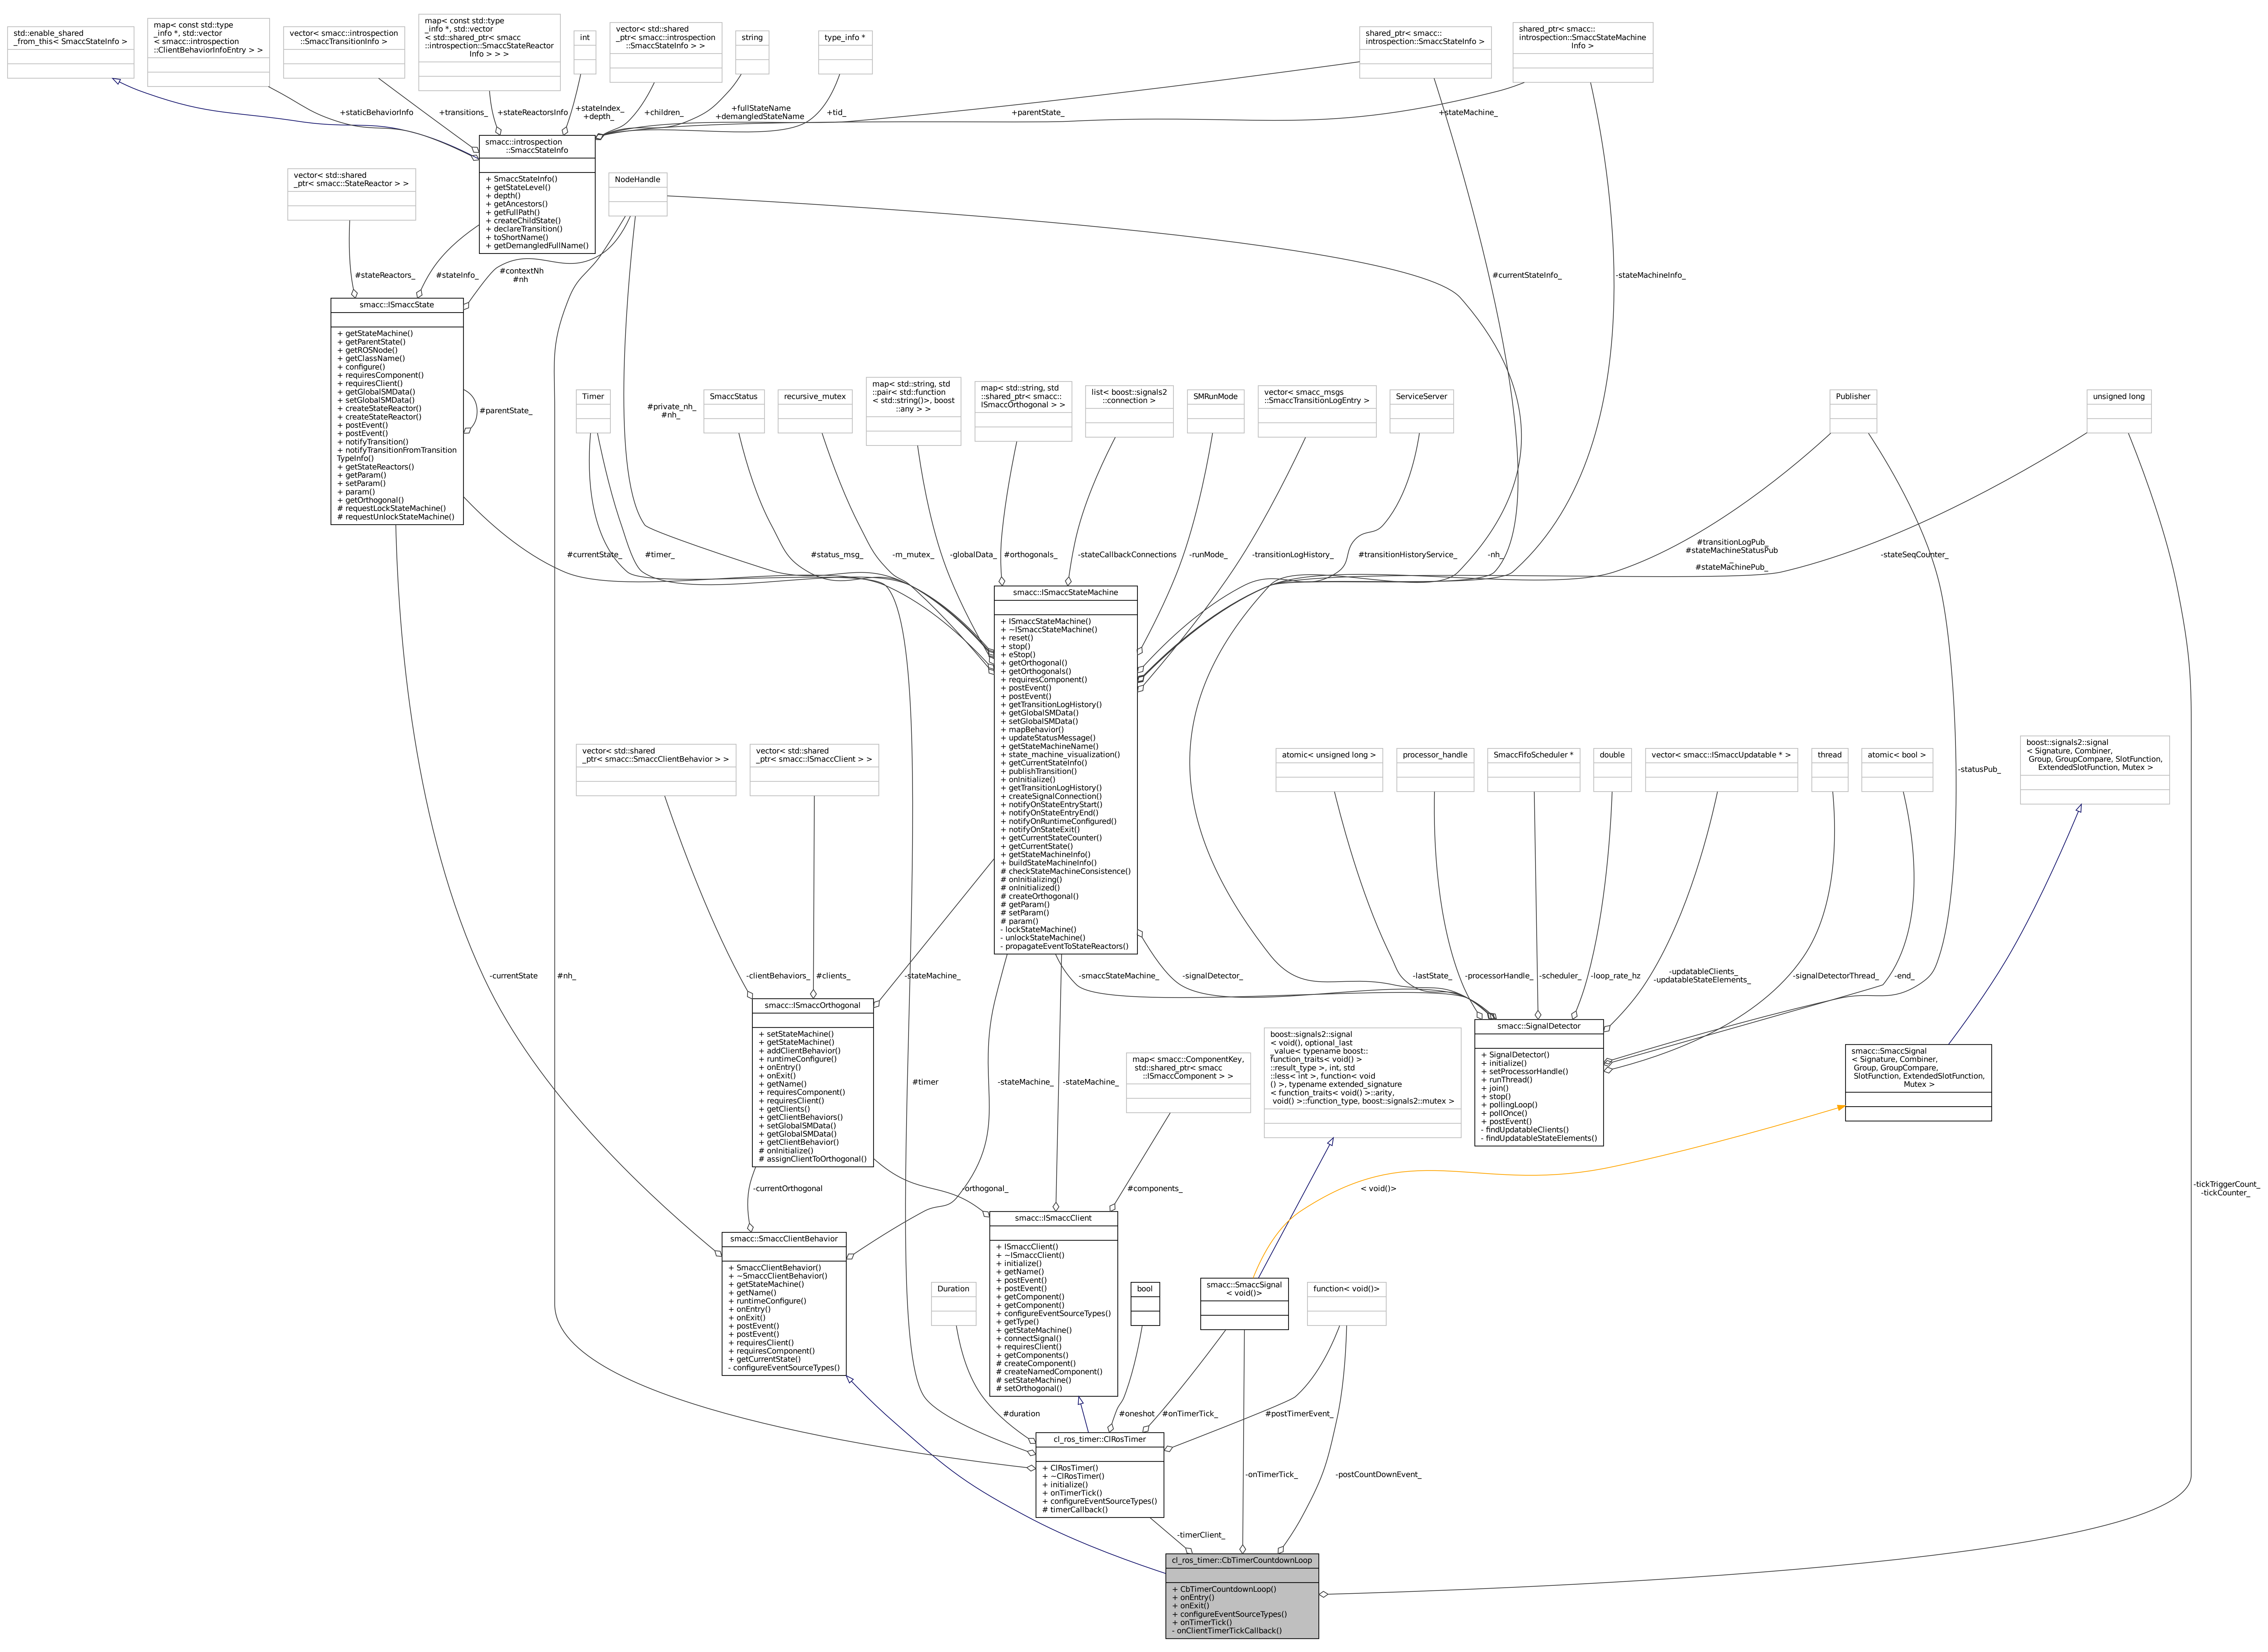 std::enable_shared
_from_this< SmaccStateInfo >
map< const std::type
_info *, std::vector
< smacc::introspection
::ClientBehaviorInfoEntry > >
vector< smacc::introspection
::SmaccTransitionInfo >
map< const std::type
_info *, std::vector
< std::shared_ptr< smacc
::introspection::SmaccStateReactor
Info > > >
int
vector< std::shared
_ptr< smacc::introspection
::SmaccStateInfo > >
string
type_info *
shared_ptr< smacc::
introspection::SmaccStateInfo >
shared_ptr< smacc::
introspection::SmaccStateMachine
Info >
+staticBehaviorInfo
+transitions_
+stateReactorsInfo
+stateIndex_
+depth_
+children_
+fullStateName
+demangledStateName
+tid_
+parentState_
+stateMachine_
smacc::introspection
::SmaccStateInfo
+ SmaccStateInfo()
+ getStateLevel()
+ depth()
+ getAncestors()
+ getFullPath()
+ createChildState()
+ declareTransition()
+ toShortName()
+ getDemangledFullName()
vector< std::shared
_ptr< smacc::StateReactor > >
NodeHandle
#stateReactors_
#stateInfo_
#contextNh
#nh
#currentStateInfo_
-stateMachineInfo_
smacc::ISmaccState
+ getStateMachine()
+ getParentState()
+ getROSNode()
+ getClassName()
+ configure()
+ requiresComponent()
+ requiresClient()
+ getGlobalSMData()
+ setGlobalSMData()
+ createStateReactor()
+ createStateReactor()
+ postEvent()
+ postEvent()
+ notifyTransition()
+ notifyTransitionFromTransition
TypeInfo()
+ getStateReactors()
+ getParam()
+ setParam()
+ param()
+ getOrthogonal()
# requestLockStateMachine()
# requestUnlockStateMachine()
#parentState_
Timer
#private_nh_
#nh_
SmaccStatus
recursive_mutex
map< std::string, std
::pair< std::function
< std::string()>, boost
::any > >
map< std::string, std
::shared_ptr< smacc::
ISmaccOrthogonal > >
list< boost::signals2
::connection >
SMRunMode
vector< smacc_msgs
::SmaccTransitionLogEntry >
ServiceServer
Publisher
unsigned long
#currentState_
#timer_
#status_msg_
-m_mutex_
-globalData_
#orthogonals_
-stateCallbackConnections
-runMode_
-transitionLogHistory_
#transitionHistoryService_
-nh_
#transitionLogPub_
#stateMachineStatusPub
_
#stateMachinePub_
-stateSeqCounter_
smacc::ISmaccStateMachine
+ ISmaccStateMachine()
+ ~ISmaccStateMachine()
+ reset()
+ stop()
+ eStop()
+ getOrthogonal()
+ getOrthogonals()
+ requiresComponent()
+ postEvent()
+ postEvent()
+ getTransitionLogHistory()
+ getGlobalSMData()
+ setGlobalSMData()
+ mapBehavior()
+ updateStatusMessage()
+ getStateMachineName()
+ state_machine_visualization()
+ getCurrentStateInfo()
+ publishTransition()
+ onInitialize()
+ getTransitionLogHistory()
+ createSignalConnection()
+ notifyOnStateEntryStart()
+ notifyOnStateEntryEnd()
+ notifyOnRuntimeConfigured()
+ notifyOnStateExit()
+ getCurrentStateCounter()
+ getCurrentState()
+ getStateMachineInfo()
+ buildStateMachineInfo()
# checkStateMachineConsistence()
# onInitializing()
# onInitialized()
# createOrthogonal()
# getParam()
# setParam()
# param()
- lockStateMachine()
- unlockStateMachine()
- propagateEventToStateReactors()
vector< std::shared
_ptr< smacc::SmaccClientBehavior > >
vector< std::shared
_ptr< smacc::ISmaccClient > >
atomic< unsigned long >
processor_handle
SmaccFifoScheduler *
double
vector< smacc::ISmaccUpdatable * >
thread
atomic< bool >
-statusPub_
boost::signals2::signal
< Signature, Combiner,
Group, GroupCompare, SlotFunction,
ExtendedSlotFunction, Mutex >
-currentState
#nh_
-clientBehaviors_
#clients_
-stateMachine_
-smaccStateMachine_
-signalDetector_
-lastState_
-processorHandle_
-scheduler_
-loop_rate_hz
-updatableClients_
-updatableStateElements_
-signalDetectorThread_
-end_
smacc::ISmaccOrthogonal
+ setStateMachine()
+ getStateMachine()
+ addClientBehavior()
+ runtimeConfigure()
+ onEntry()
+ onExit()
+ getName()
+ requiresComponent()
+ requiresClient()
+ getClients()
+ getClientBehaviors()
+ setGlobalSMData()
+ getGlobalSMData()
+ getClientBehavior()
# onInitialize()
# assignClientToOrthogonal()
#timer
-stateMachine_
-stateMachine_
map< smacc::ComponentKey,
std::shared_ptr< smacc
::ISmaccComponent > >
boost::signals2::signal
< void(), optional_last
_value< typename boost::
function_traits< void() >
::result_type >, int, std
::less< int >, function< void
() >, typename extended_signature
< function_traits< void() >::arity,
void() >::function_type, boost::signals2::mutex >
smacc::SignalDetector
+ SignalDetector()
+ initialize()
+ setProcessorHandle()
+ runThread()
+ join()
+ stop()
+ pollingLoop()
+ pollOnce()
+ postEvent()
- findUpdatableClients()
- findUpdatableStateElements()
smacc::SmaccSignal
< Signature, Combiner,
Group, GroupCompare,
SlotFunction, ExtendedSlotFunction,
Mutex >
-currentOrthogonal
-orthogonal_
#components_
< void()>
-tickTriggerCount_
-tickCounter_
smacc::SmaccClientBehavior
+ SmaccClientBehavior()
+ ~SmaccClientBehavior()
+ getStateMachine()
+ getName()
+ runtimeConfigure()
+ onEntry()
+ onExit()
+ postEvent()
+ postEvent()
+ requiresClient()
+ requiresComponent()
+ getCurrentState()
- configureEventSourceTypes()
smacc::ISmaccClient
+ ISmaccClient()
+ ~ISmaccClient()
+ initialize()
+ getName()
+ postEvent()
+ postEvent()
+ getComponent()
+ getComponent()
+ configureEventSourceTypes()
+ getType()
+ getStateMachine()
+ connectSignal()
+ requiresClient()
+ getComponents()
# createComponent()
# createNamedComponent()
# setStateMachine()
# setOrthogonal()
Duration
bool
smacc::SmaccSignal
< void()>
function< void()>
#duration
#oneshot
#onTimerTick_
#postTimerEvent_
cl_ros_timer::ClRosTimer
+ ClRosTimer()
+ ~ClRosTimer()
+ initialize()
+ onTimerTick()
+ configureEventSourceTypes()
# timerCallback()
-onTimerTick_
-postCountDownEvent_
-timerClient_
cl_ros_timer::CbTimerCountdownLoop
+ CbTimerCountdownLoop()
+ onEntry()
+ onExit()
+ configureEventSourceTypes()
+ onTimerTick()
- onClientTimerTickCallback()